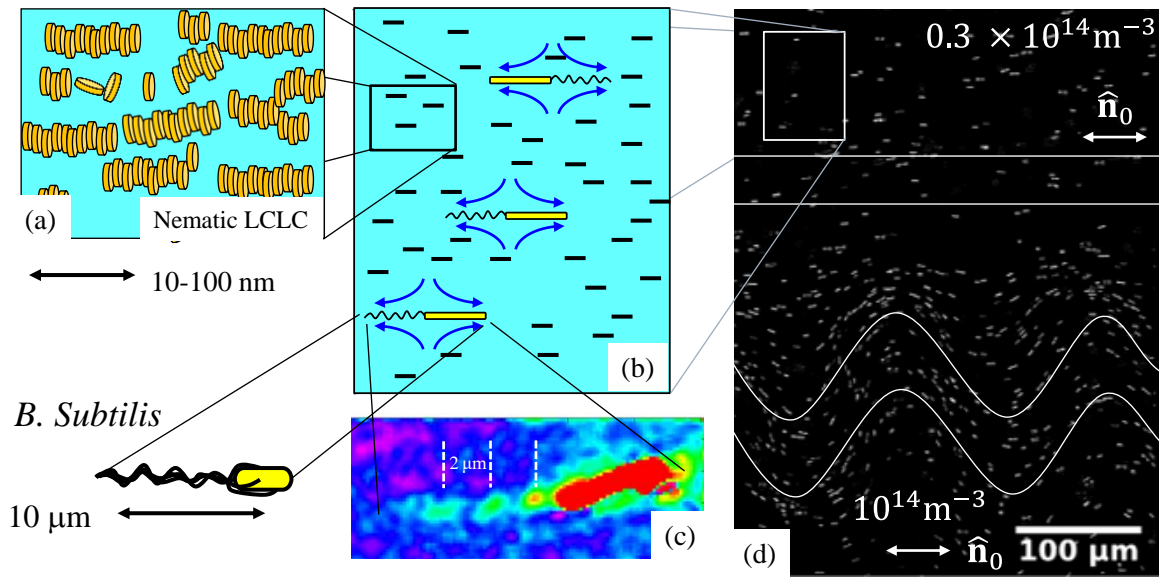 (a)
Nematic LCLC
10-100 nm
B. Subtilis
10 μm
(b)
2 μm
(c)
0.3 × 10¹⁴m⁻³
n̂₀
10¹⁴m⁻³
n̂₀
100 μm
(d)